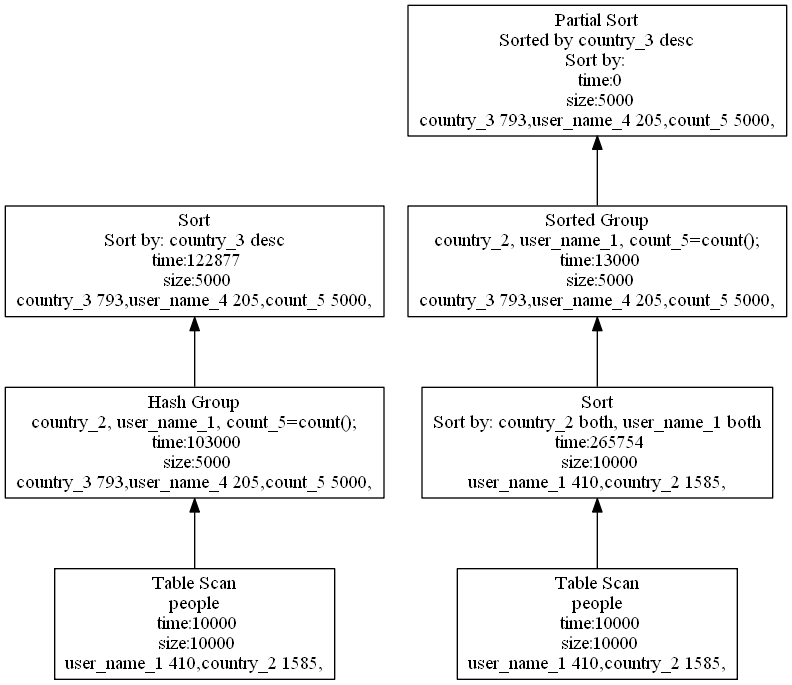 Partial Sort
Sorted by country_3 desc
Sort by:
time:0
size:5000
country_3 793,user_name_4 205,count_5 5000,
Sort
Sort by: country_3 desc
time:122877
size:5000
country_3 793,user_name_4 205,count_5 5000,
Sorted Group
country_2, user_name_1, count_5=count();
time:13000
size:5000
country_3 793,user_name_4 205,count_5 5000,
Hash Group
country_2, user_name_1, count_5=count();
time:103000
size:5000
country_3 793,user_name_4 205,count_5 5000,
Sort
Sort by: country_2 both, user_name_1 both
time:265754
size:10000
user_name_1 410,country_2 1585,
Table Scan
people
time:10000
size:10000
user_name_1 410,country_2 1585,
Table Scan
people
time:10000
size:10000
user_name_1 410,country_2 1585,